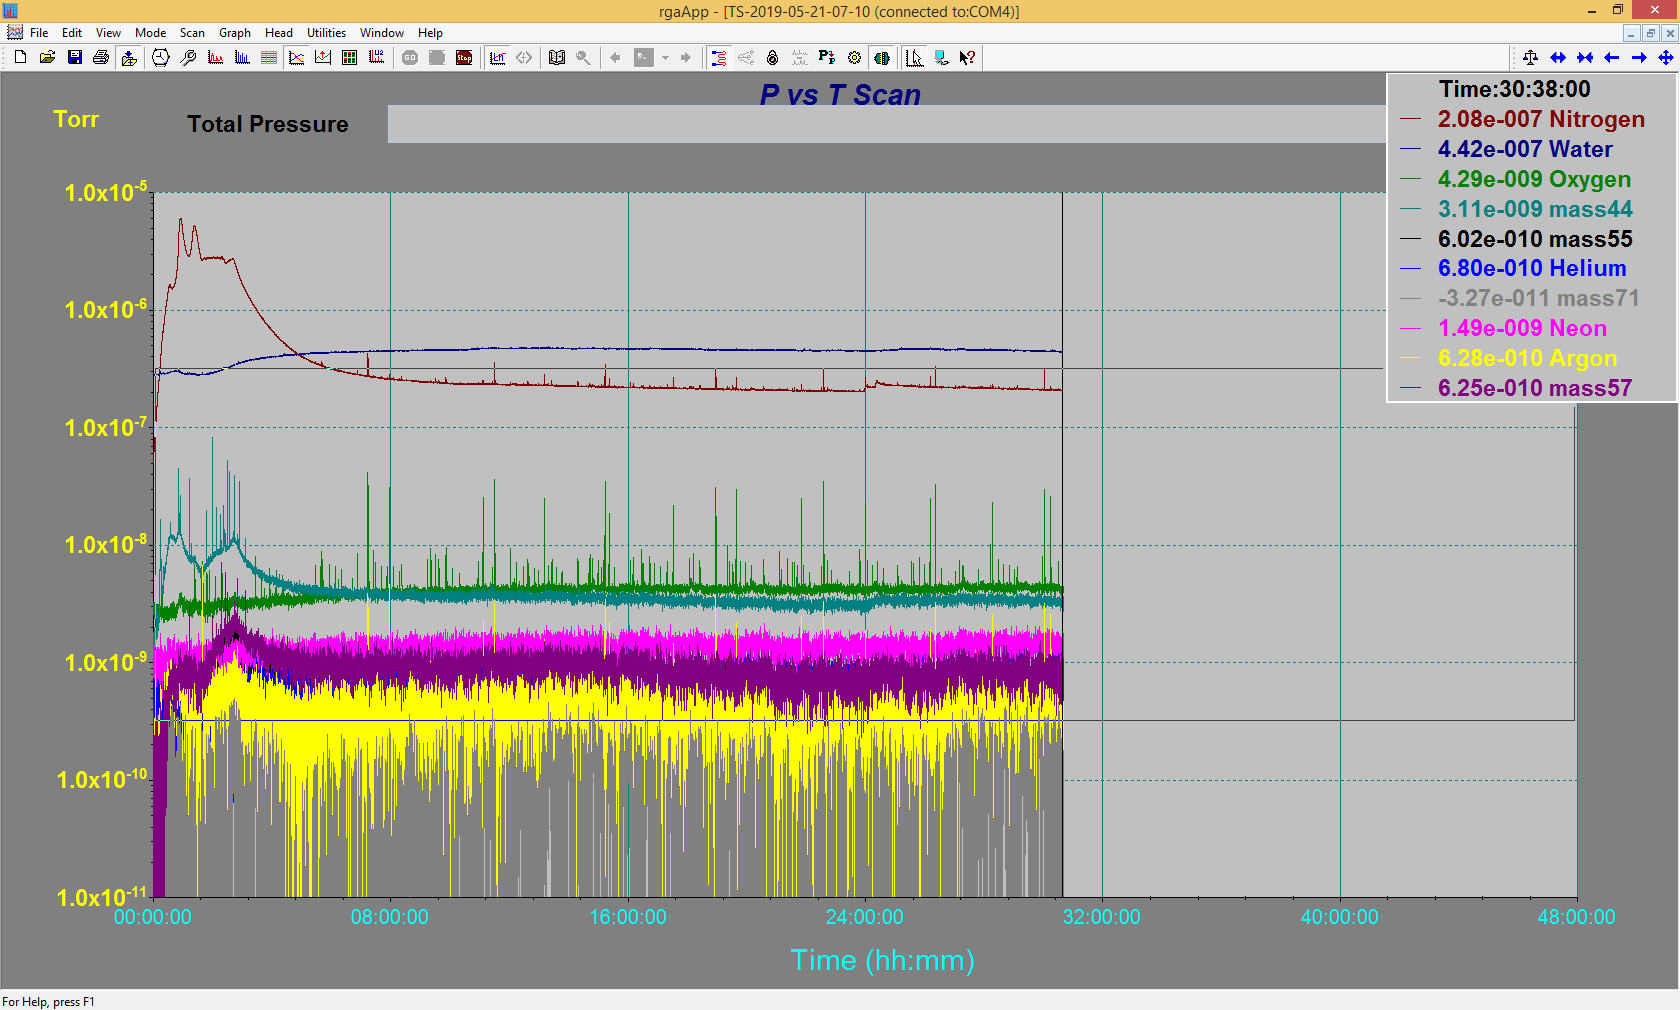 rgaApp - [TS-2019-05-21-07-10 (connected to:COM4)]
File Edit View Mode Scan Graph Head Utilities Window Help
GO Stop
P vs T Scan
Torr
Total Pressure
Time:30:38:00
2.08e-007 Nitrogen
4.42e-007 Water
4.29e-009 Oxygen
3.11e-009 mass44
6.02e-010 mass55
6.80e-010 Helium
-3.27e-011 mass71
1.49e-009 Neon
6.28e-010 Argon
6.25e-010 mass57
1.0x10-5
1.0x10-6
1.0x10-7
1.0x10-8
1.0x10-9
1.0x10-10
1.0x10-11
00:00:00 08:00:00 16:00:00 24:00:00 32:00:00 40:00:00 48:00:00
Time (hh:mm)
For Help, press F1